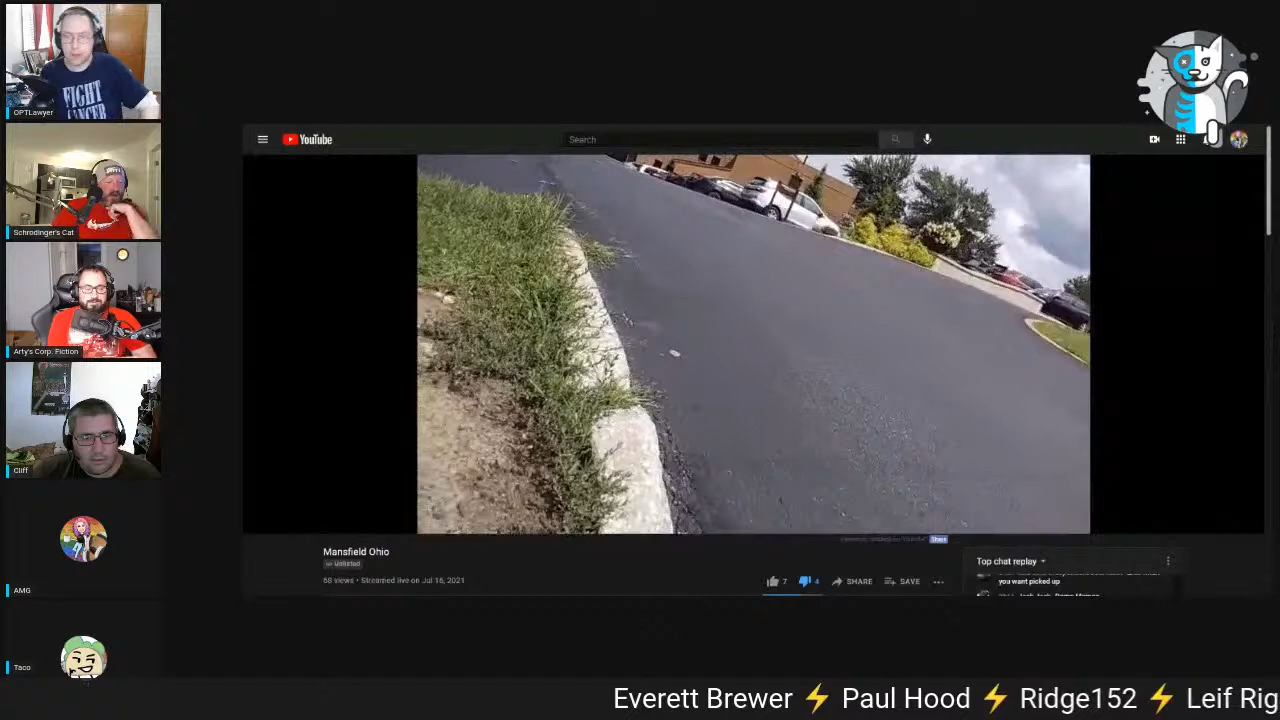 FIGHT
CANCER
OPTLawyer
Schrodinger's Cat
Arty's Corp. Fiction
Cliff
AMG
Taco
YouTube
Search
Mansfield Ohio
Unlisted
68 views • Streamed live on Jul 16, 2021
7
4
SHARE
SAVE
Top chat replay
you want picked up
Everett Brewer ⚡ Paul Hood ⚡ Ridge152 ⚡ Leif Rig